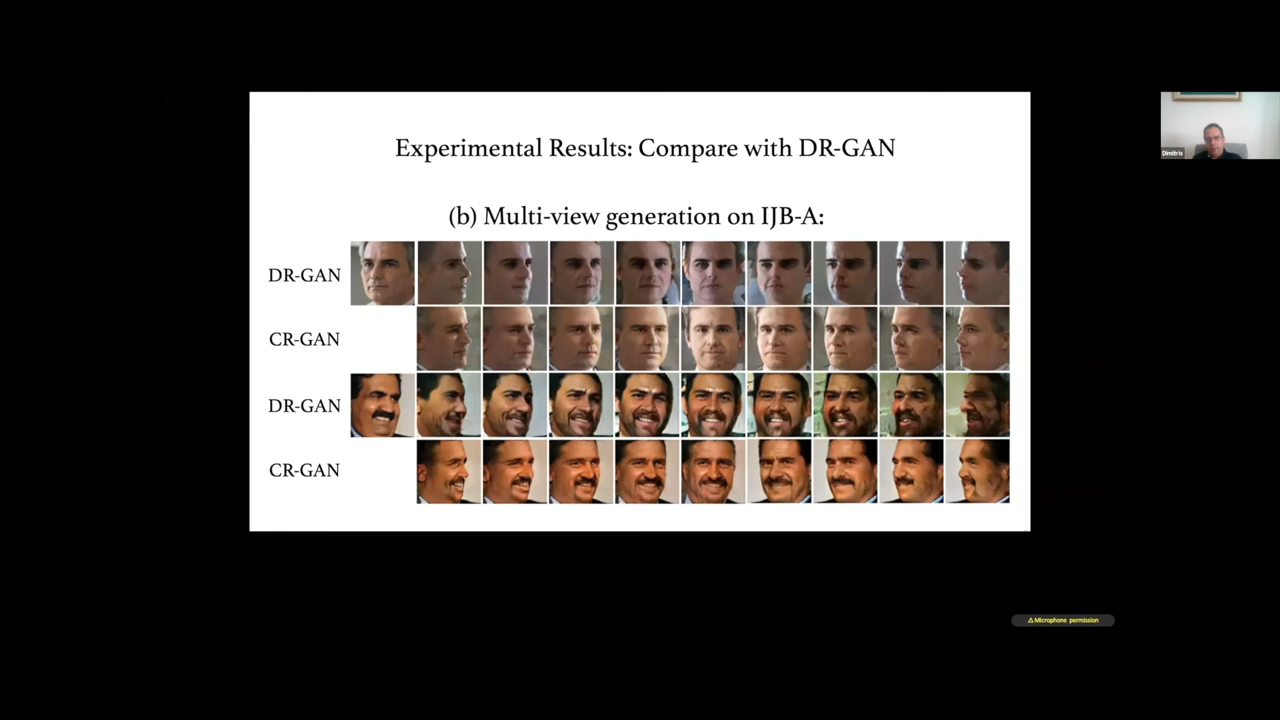 Experimental Results: Compare with DR-GAN
(b) Multi-view generation on IJB-A:
DR-GAN
CR-GAN
DR-GAN
CR-GAN
Dimitris
⚠ Microphone permission